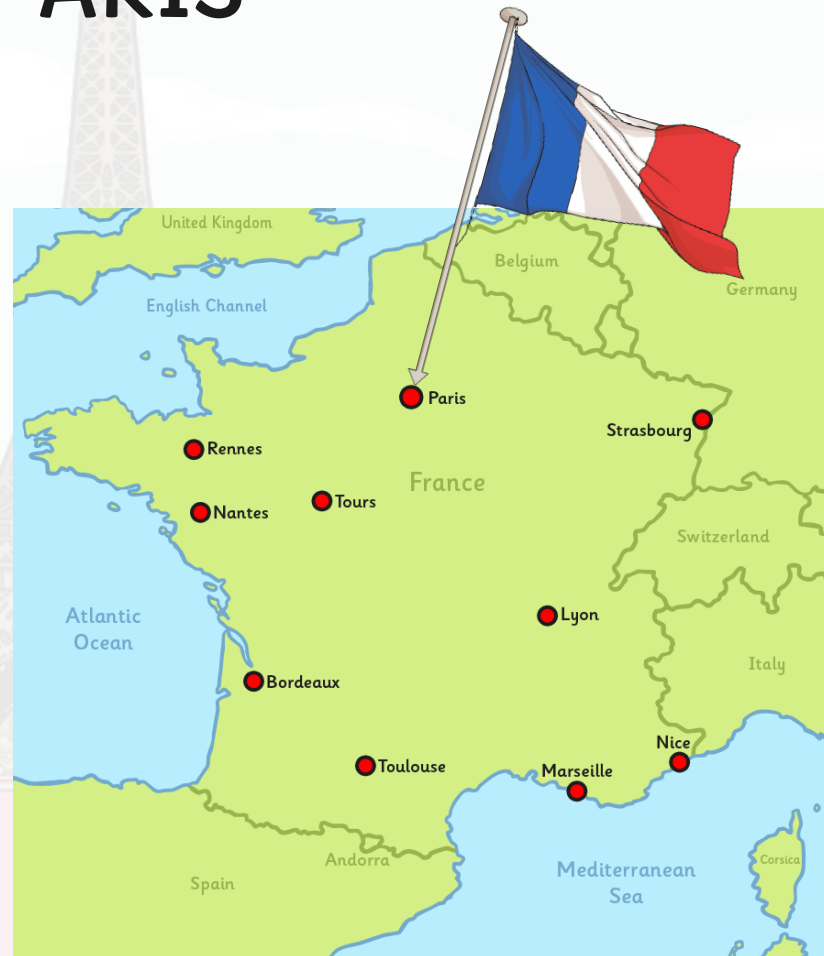 ARIS
United Kingdom
Belgium
Germany
English Channel
Paris
Strasbourg
Rennes
France
Tours
Nantes
Switzerland
Atlantic
Ocean
Lyon
Italy
Bordeaux
Nice
Toulouse
Marseille
Andorra
Corsica
Mediterranean
Sea
Spain